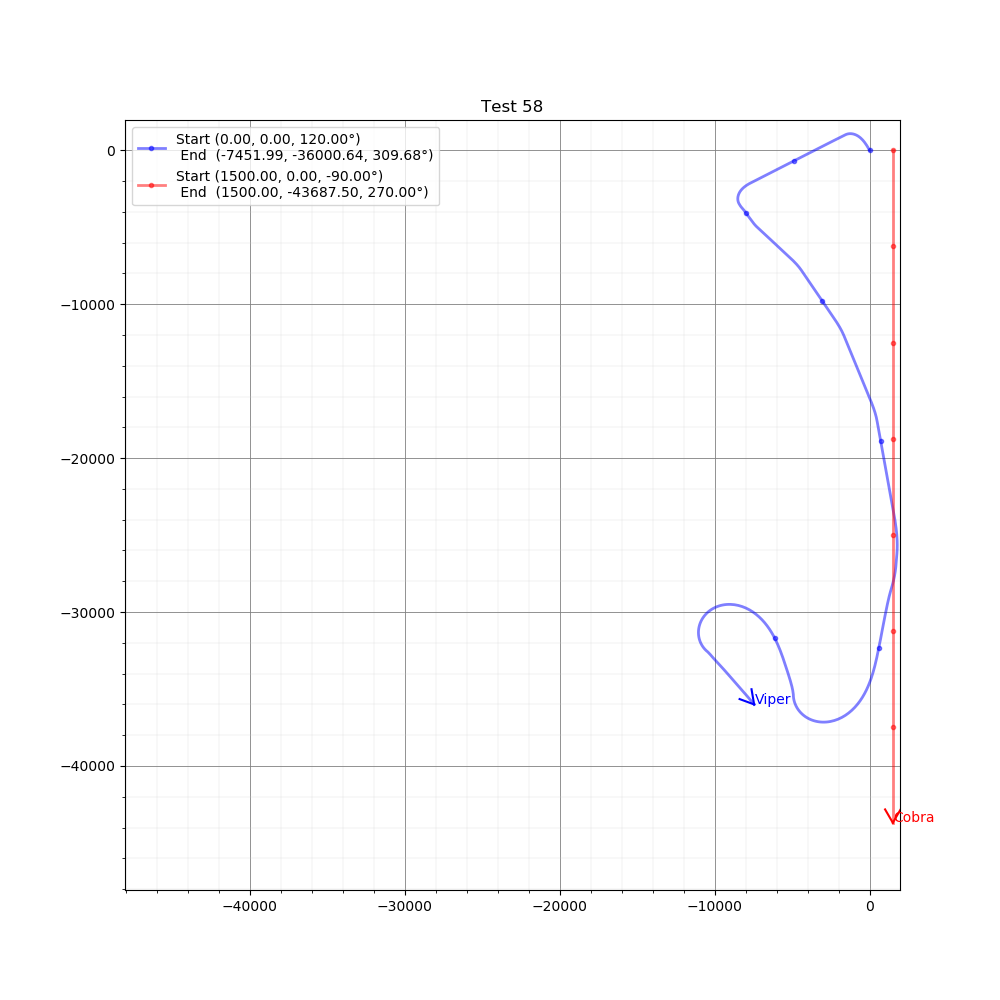 Test 58
Start (0.00, 0.00, 120.00°)
End (-7451.99, -36000.64, 309.68°)
Start (1500.00, 0.00, -90.00°)
End (1500.00, -43687.50, 270.00°)
0
−10000
−20000
−30000
−40000
Viper
Cobra
−40000
−30000
−20000
−10000
0